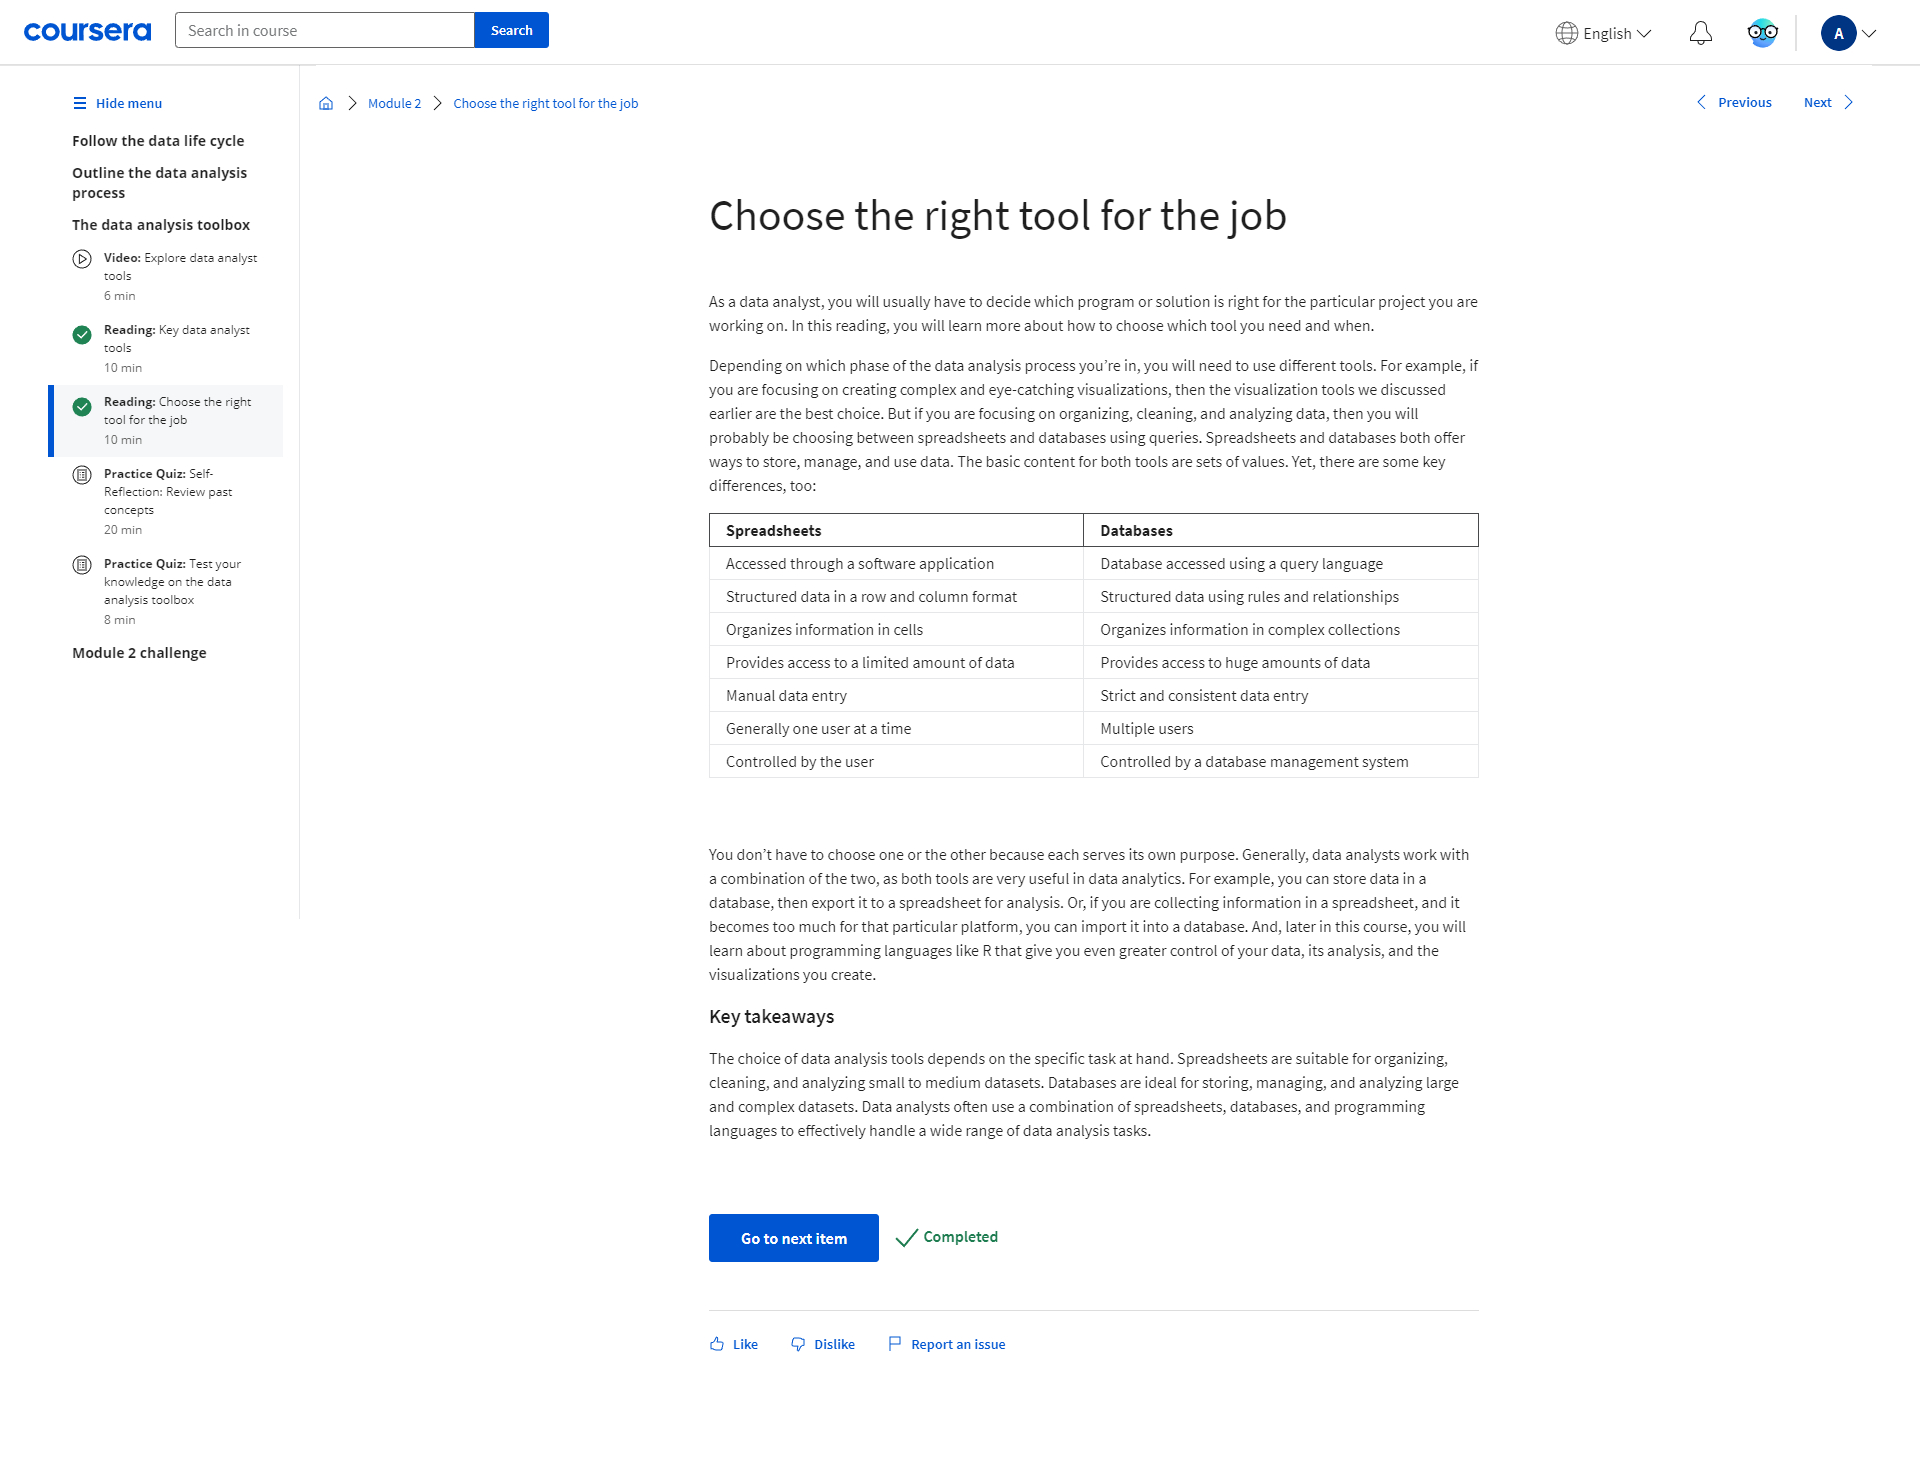 coursera
Search in course
Search
English
A
Hide menu
Follow the data life cycle
Outline the data analysis
process
The data analysis toolbox
Video: Explore data analyst
tools
6 min
Reading: Key data analyst
tools
10 min
Reading: Choose the right
tool for the job
10 min
Practice Quiz: Self-
Reflection: Review past
concepts
20 min
Practice Quiz: Test your
knowledge on the data
analysis toolbox
8 min
Module 2 challenge
Module 2
Choose the right tool for the job
Previous
Next
Choose the right tool for the job
As a data analyst, you will usually have to decide which program or solution is right for the particular project you are
working on. In this reading, you will learn more about how to choose which tool you need and when.
Depending on which phase of the data analysis process you’re in, you will need to use different tools. For example, if
you are focusing on creating complex and eye-catching visualizations, then the visualization tools we discussed
earlier are the best choice. But if you are focusing on organizing, cleaning, and analyzing data, then you will
probably be choosing between spreadsheets and databases using queries. Spreadsheets and databases both offer
ways to store, manage, and use data. The basic content for both tools are sets of values. Yet, there are some key
differences, too:
Spreadsheets Databases
Accessed through a software application Database accessed using a query language
Structured data in a row and column format Structured data using rules and relationships
Organizes information in cells Organizes information in complex collections
Provides access to a limited amount of data Provides access to huge amounts of data
Manual data entry Strict and consistent data entry
Generally one user at a time Multiple users
Controlled by the user Controlled by a database management system
You don’t have to choose one or the other because each serves its own purpose. Generally, data analysts work with
a combination of the two, as both tools are very useful in data analytics. For example, you can store data in a
database, then export it to a spreadsheet for analysis. Or, if you are collecting information in a spreadsheet, and it
becomes too much for that particular platform, you can import it into a database. And, later in this course, you will
learn about programming languages like R that give you even greater control of your data, its analysis, and the
visualizations you create.
Key takeaways
The choice of data analysis tools depends on the specific task at hand. Spreadsheets are suitable for organizing,
cleaning, and analyzing small to medium datasets. Databases are ideal for storing, managing, and analyzing large
and complex datasets. Data analysts often use a combination of spreadsheets, databases, and programming
languages to effectively handle a wide range of data analysis tasks.
Go to next item
Completed
Like
Dislike
Report an issue